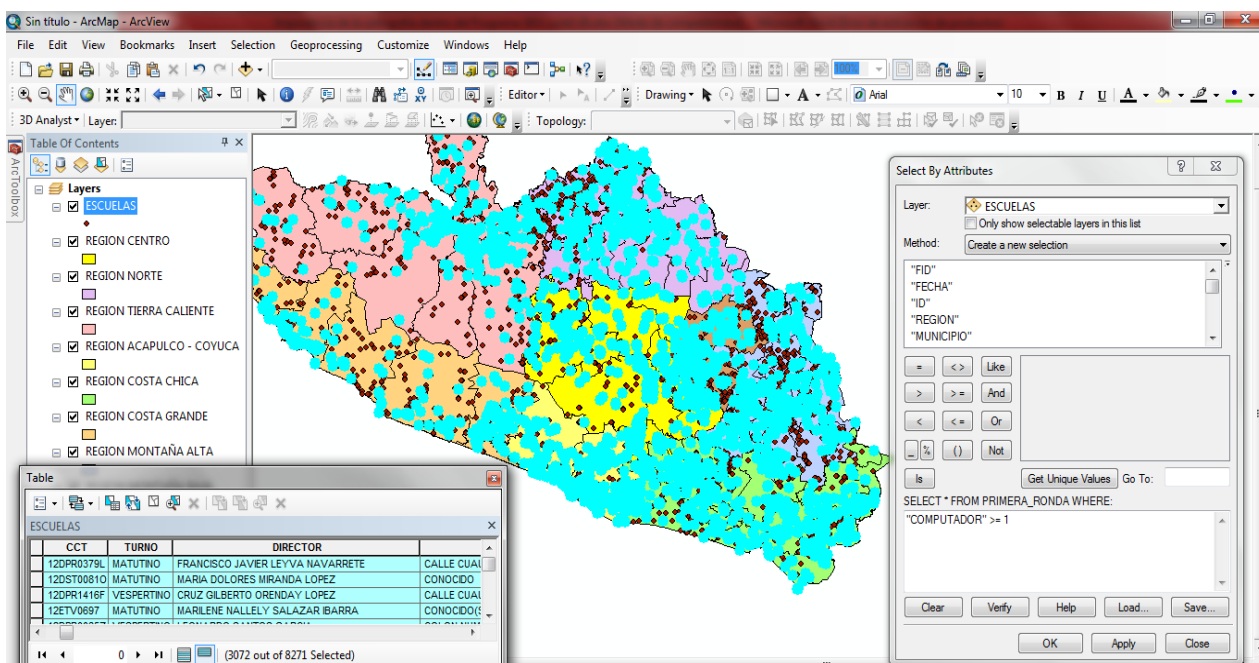 Sin título - ArcMap - ArcView
File Edit View Bookmarks Insert Selection Geoprocessing Customize Windows Help
100%
Editor Drawing Arial 10 B I U A
3D Analyst Layer: Topology:
Table Of Contents
ArcToolbox
Layers
ESCUELAS
REGION CENTRO
REGION NORTE
REGION TIERRA CALIENTE
REGION ACAPULCO - COYUCA
REGION COSTA CHICA
REGION COSTA GRANDE
REGION MONTAÑA ALTA
Table
ESCUELAS
CCT TURNO DIRECTOR
12DPR0379L MATUTINO FRANCISCO JAVIER LEYVA NAVARRETE CALLE CUAU
12DST0081O MATUTINO MARIA DOLORES MIRANDA LOPEZ CONOCIDO
12DPR1416F VESPERTINO CRUZ GILBERTO ORENDAY LOPEZ CALLE CUAU
12ETV0697 MATUTINO MARILENE NALLELY SALAZAR IBARRA CONOCIDO(S
0 (3072 out of 8271 Selected)
Select By Attributes
Layer: ESCUELAS
Only show selectable layers in this list
Method: Create a new selection
"FID"
"FECHA"
"ID"
"REGION"
"MUNICIPIO"
= < > Like
> > = And
< < = Or
_ % ( ) Not
Is Get Unique Values Go To:
SELECT * FROM PRIMERA_RONDA WHERE:
"COMPUTADOR" >= 1
Clear Verify Help Load... Save...
OK Apply Close